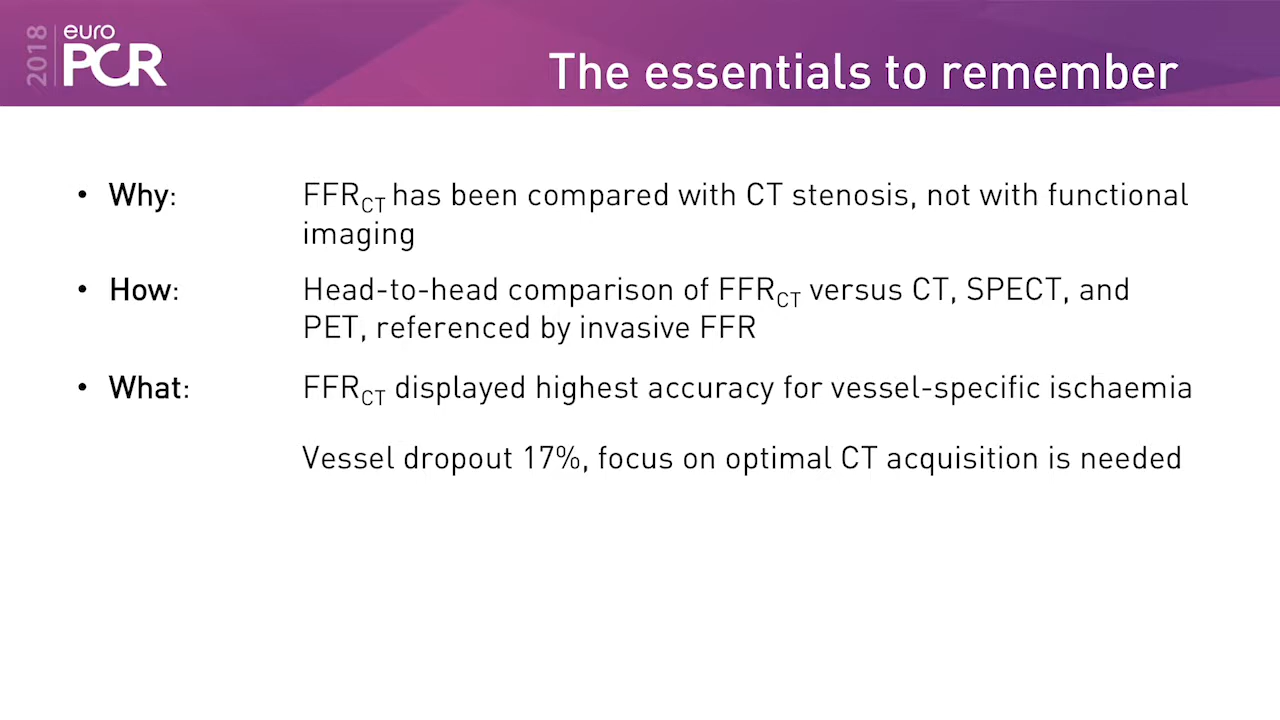 2018
euro
PCR
The essentials to remember
• Why: FFRCT has been compared with CT stenosis, not with functional
imaging
• How: Head-to-head comparison of FFRCT versus CT, SPECT, and
PET, referenced by invasive FFR
• What: FFRCT displayed highest accuracy for vessel-specific ischaemia
Vessel dropout 17%, focus on optimal CT acquisition is needed